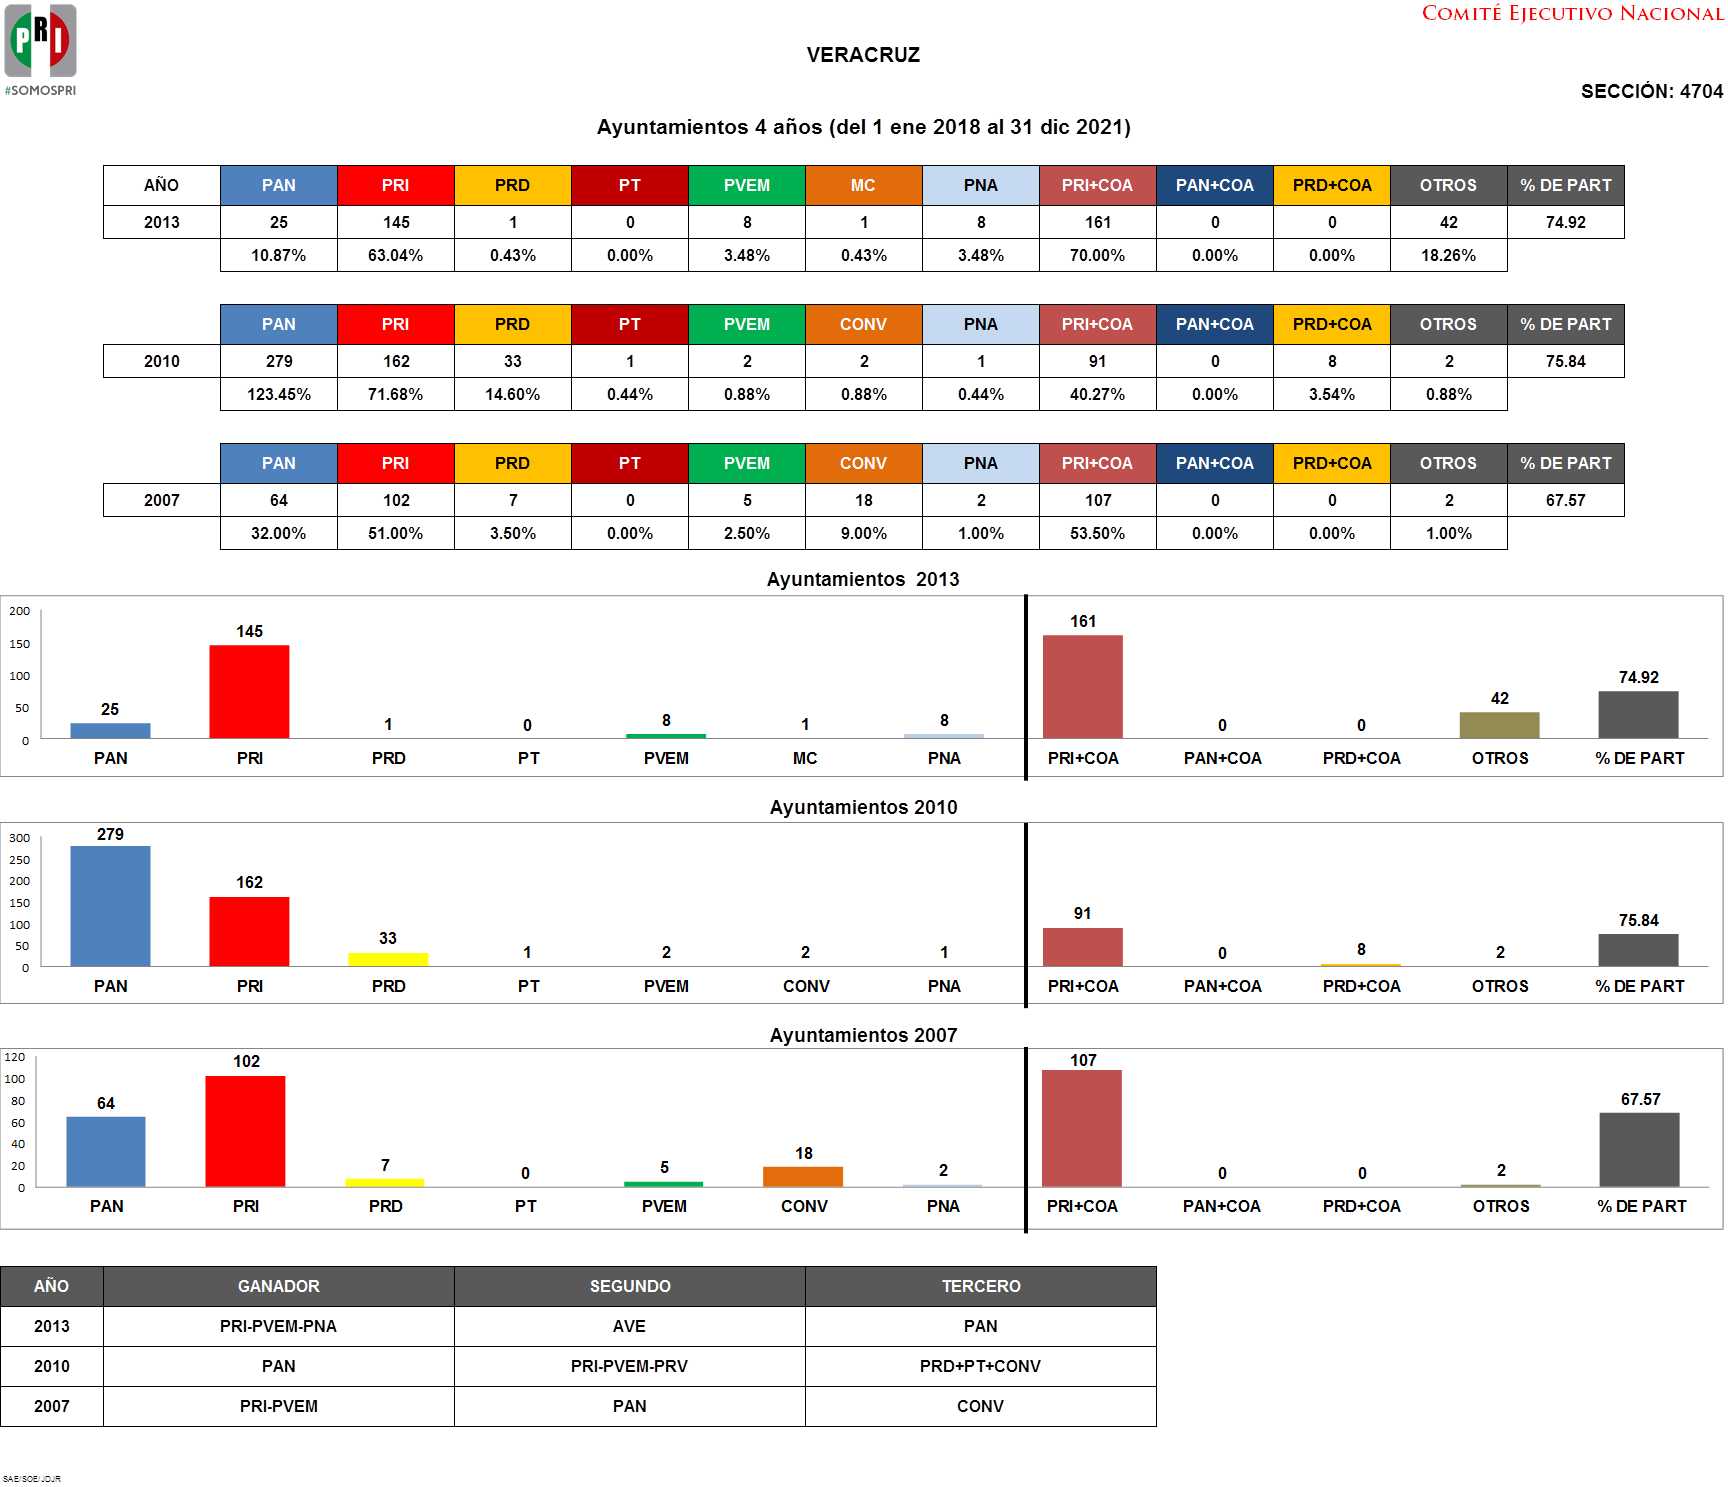 PRI
#SOMOSPRI
COMITÉ EJECUTIVO NACIONAL
VERACRUZ
SECCIÓN: 4704
Ayuntamientos 4 años (del 1 ene 2018 al 31 dic 2021)
AÑO PAN PRI PRD PT PVEM MC PNA PRI+COA PAN+COA PRD+COA OTROS % DE PART
2013 25 145 1 0 8 1 8 161 0 0 42 74.92
10.87% 63.04% 0.43% 0.00% 3.48% 0.43% 3.48% 70.00% 0.00% 0.00% 18.26%
PAN PRI PRD PT PVEM CONV PNA PRI+COA PAN+COA PRD+COA OTROS % DE PART
2010 279 162 33 1 2 2 1 91 0 8 2 75.84
123.45% 71.68% 14.60% 0.44% 0.88% 0.88% 0.44% 40.27% 0.00% 3.54% 0.88%
PAN PRI PRD PT PVEM CONV PNA PRI+COA PAN+COA PRD+COA OTROS % DE PART
2007 64 102 7 0 5 18 2 107 0 0 2 67.57
32.00% 51.00% 3.50% 0.00% 2.50% 9.00% 1.00% 53.50% 0.00% 0.00% 1.00%
Ayuntamientos 2013
200
150
100
50
0
25 145 1 0 8 1 8 161 0 0 42 74.92
PAN PRI PRD PT PVEM MC PNA PRI+COA PAN+COA PRD+COA OTROS % DE PART
Ayuntamientos 2010
300
250
200
150
100
50
0
279 162 33 1 2 2 1 91 0 8 2 75.84
PAN PRI PRD PT PVEM CONV PNA PRI+COA PAN+COA PRD+COA OTROS % DE PART
Ayuntamientos 2007
120
100
80
60
40
20
0
64 102 7 0 5 18 2 107 0 0 2 67.57
PAN PRI PRD PT PVEM CONV PNA PRI+COA PAN+COA PRD+COA OTROS % DE PART
AÑO GANADOR SEGUNDO TERCERO
2013 PRI-PVEM-PNA AVE PAN
2010 PAN PRI-PVEM-PRV PRD+PT+CONV
2007 PRI-PVEM PAN CONV
SAE/SOE/JDJR